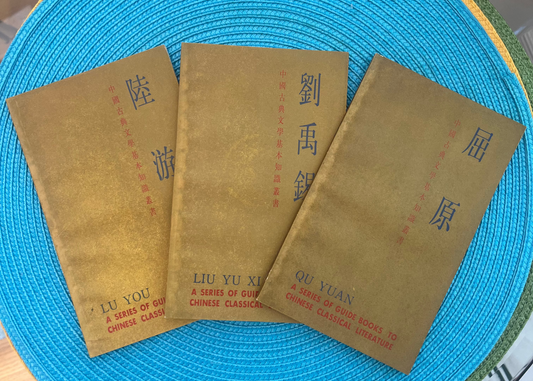 陸游
中國古典文學基本知識叢書
LU YOU
A SERIES OF GUIDE
CHINESE CLASSIC
劉禹錫
中國古典文學基本知識叢書
LIU YU XI
A SERIES OF GUIDE
CHINESE CLASSICAL
屈原
中國古典文學基本知識叢書
QU YUAN
A SERIES OF GUIDE BOOKS TO
CHINESE CLASSICAL LITERATURE